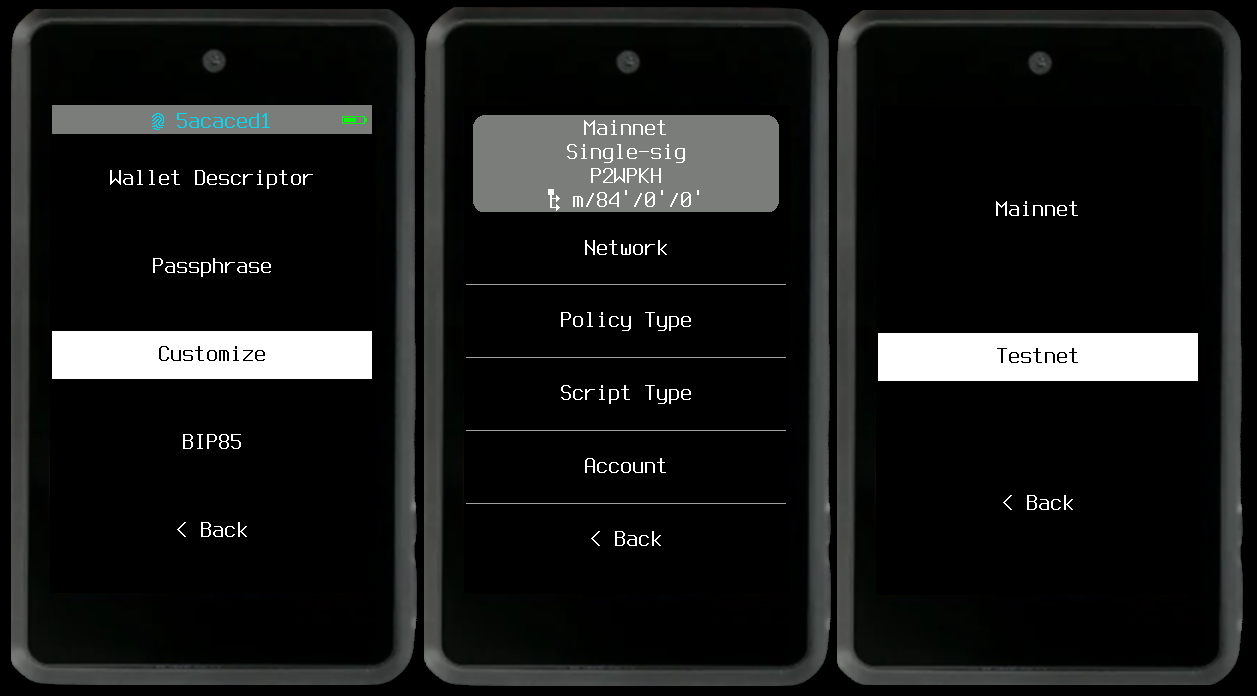 5acaced1
Wallet Descriptor
Passphrase
Customize
BIP85
< Back
Mainnet
Single-sig
P2WPKH
m/84'/0'/0'
Network
Policy Type
Script Type
Account
< Back
Mainnet
Testnet
< Back